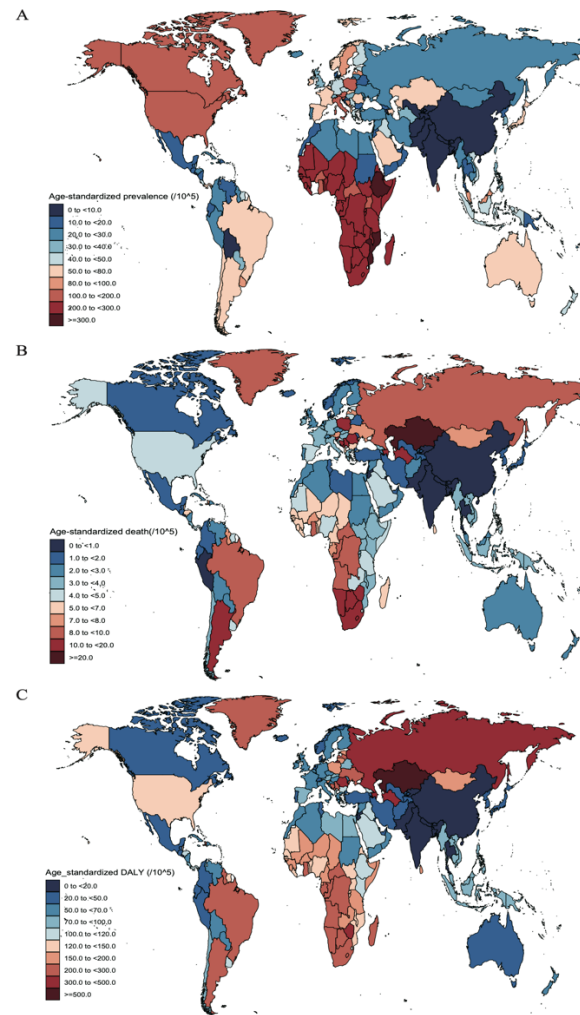 A
Age-standardized prevalence (/10^5)
0 to <10.0
10.0 to <20.0
20.0 to <30.0
30.0 to <40.0
40.0 to <50.0
50.0 to <80.0
80.0 to <100.0
100.0 to <200.0
200.0 to <300.0
>=300.0
B
Age-standardized death(/10^5)
0 to <1.0
1.0 to <2.0
2.0 to <3.0
3.0 to <4.0
4.0 to <5.0
5.0 to <7.0
7.0 to <8.0
8.0 to <10.0
10.0 to <20.0
>=20.0
C
Age_standardized DALY (/10^5)
0 to <20.0
20.0 to <50.0
50.0 to <70.0
70.0 to <100.0
100.0 to <120.0
120.0 to <150.0
150.0 to <200.0
200.0 to <300.0
300.0 to <500.0
>=500.0